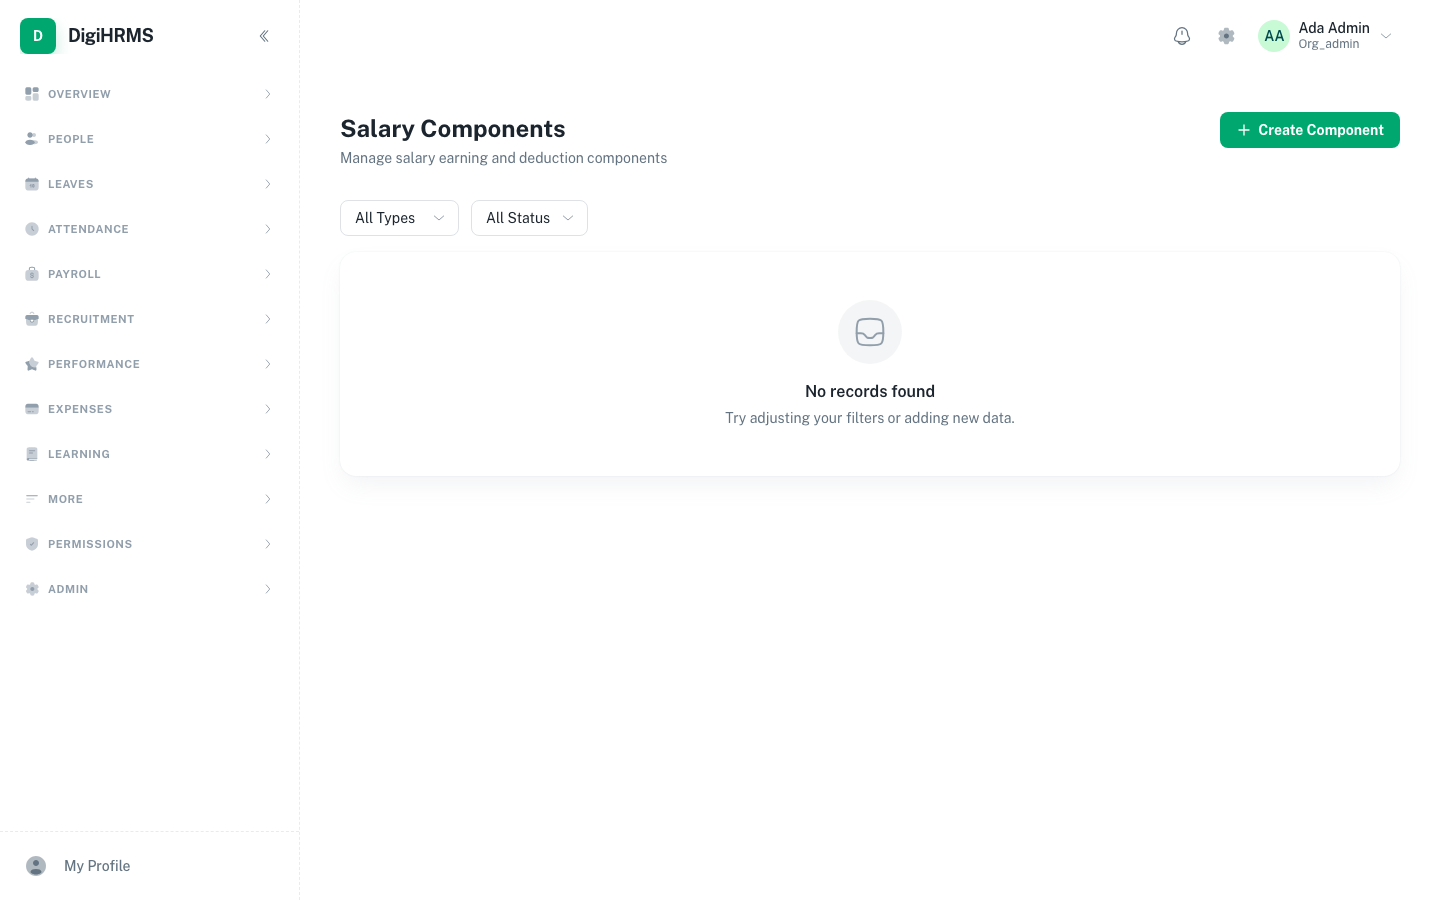 D
DigiHRMS
OVERVIEW
PEOPLE
LEAVES
ATTENDANCE
PAYROLL
RECRUITMENT
PERFORMANCE
EXPENSES
LEARNING
MORE
PERMISSIONS
ADMIN
My Profile
AA
Ada Admin
Org_admin
Salary Components
Manage salary earning and deduction components
Create Component
All Types
All Status
No records found
Try adjusting your filters or adding new data.